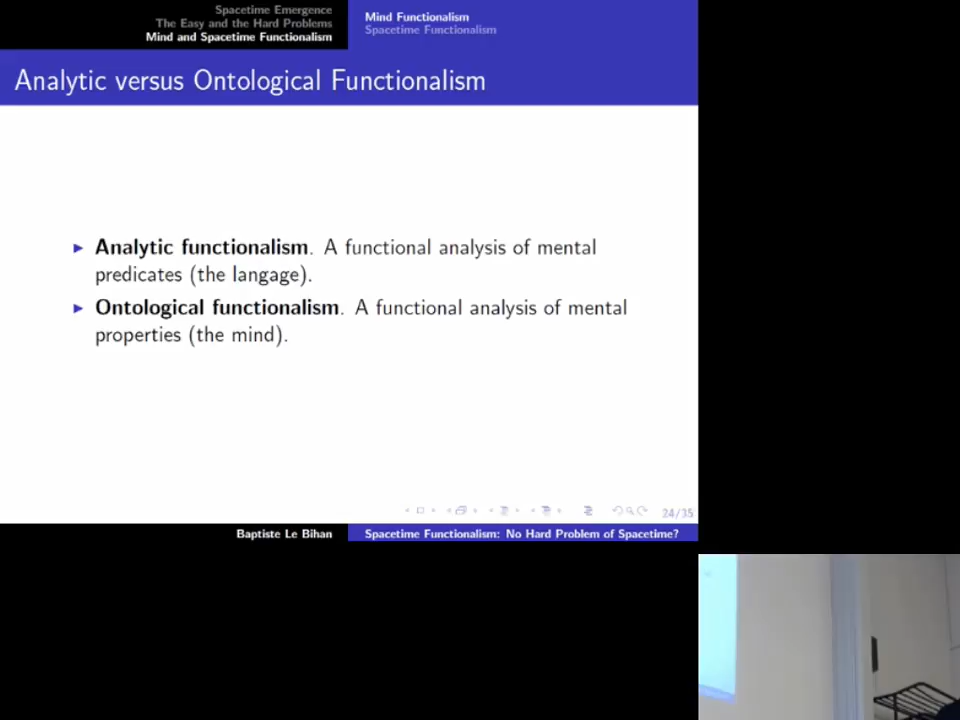 Spacetime Emergence
The Easy and the Hard Problems
Mind and Spacetime Functionalism
Mind Functionalism
Spacetime Functionalism
Analytic versus Ontological Functionalism
Analytic functionalism. A functional analysis of mental
predicates (the langage).
Ontological functionalism. A functional analysis of mental
properties (the mind).
24/35
Baptiste Le Bihan
Spacetime Functionalism: No Hard Problem of Spacetime?